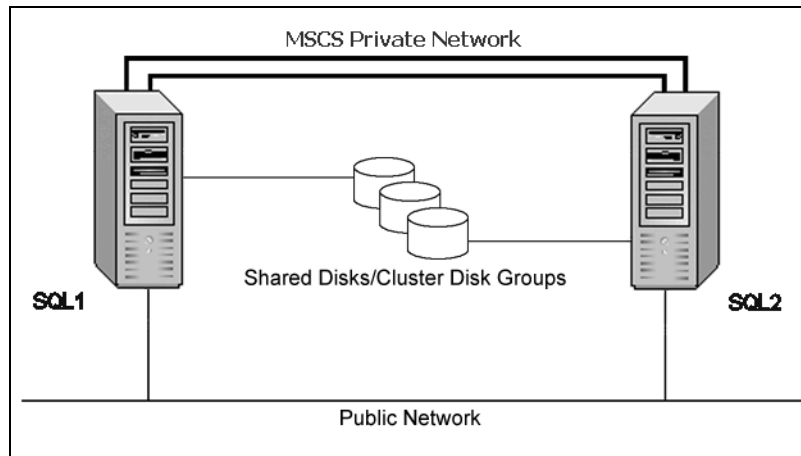 MSCS Private Network
Shared Disks/Cluster Disk Groups
SQL1
SQL2
Public Network